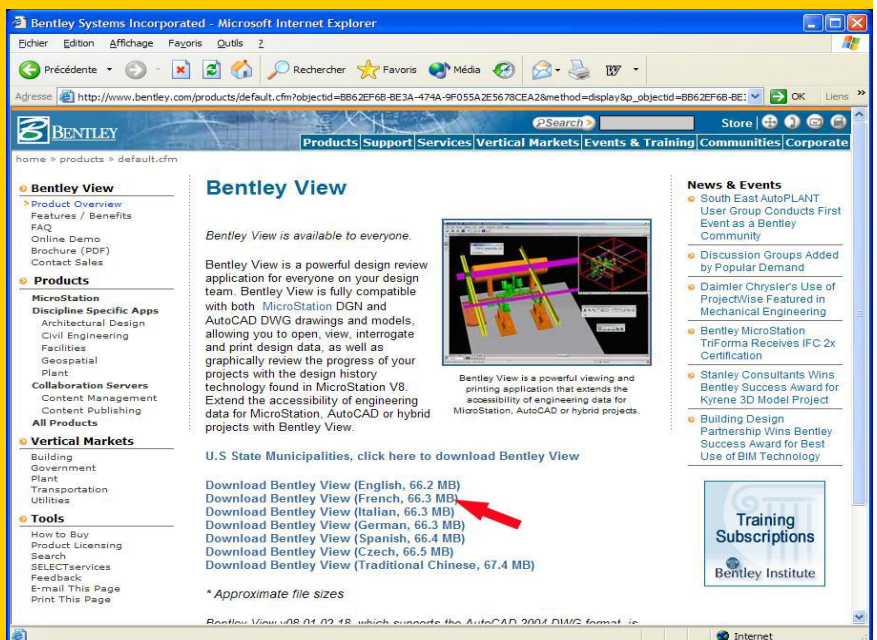 Bentley Systems Incorporated - Microsoft Internet Explorer
Fichier Edition Affichage Favoris Outils ?
Précédente Rechercher Favoris Média
Adresse http://www.bentley.com/products/default.cfm?objectid=BB62EF6B-BE3A-474A-9F055A2E5678CEA2&method=display&p_objectid=BB62EF6B-BE: OK Liens »
BENTLEY Search Store
Products Support Services Vertical Markets Events & Training Communities Corporate
home » products » default.cfm
Bentley View
Product Overview
Features / Benefits
FAQ
Online Demo
Brochure (PDF)
Contact Sales
Products
MicroStation
Discipline Specific Apps
Architectural Design
Civil Engineering
Facilities
Geospatial
Plant
Collaboration Servers
Content Management
Content Publishing
All Products
Vertical Markets
Building
Government
Plant
Transportation
Utilities
Tools
How to Buy
Product Licensing
Search
SELECTservices
Feedback
E-mail This Page
Print This Page
Bentley View
Bentley View is available to everyone.
Bentley View is a powerful design review
application for everyone on your design
team. Bentley View is fully compatible
with both MicroStation DGN and
AutoCAD DWG drawings and models,
allowing you to open, view, interrogate
and print design data, as well as
graphically review the progress of your
projects with the design history
technology found in MicroStation V8.
Extend the accessibility of engineering
data for MicroStation, AutoCAD or hybrid
projects with Bentley View.
Bentley View is a powerful viewing and
printing application that extends the
accessibility of engineering data for
MicroStation, AutoCAD or hybrid projects.
U.S State Municipalities, click here to download Bentley View
Download Bentley View (English, 66.2 MB)
Download Bentley View (French, 66.3 MB)
Download Bentley View (Italian, 66.3 MB)
Download Bentley View (German, 66.3 MB)
Download Bentley View (Spanish, 66.4 MB)
Download Bentley View (Czech, 66.5 MB)
Download Bentley View (Traditional Chinese, 67.4 MB)
* Approximate file sizes
Bentley View v08.01.02.18, which supports the AutoCAD 2004 DWG format, is
News & Events
South East AutoPLANT
User Group Conducts First
Event as a Bentley
Community
Discussion Groups Added
by Popular Demand
Daimler Chrysler's Use of
ProjectWise Featured in
Mechanical Engineering
Bentley MicroStation
TriForma Receives IFC 2x
Certification
Stanley Consultants Wins
Bentley Success Award for
Kyrene 3D Model Project
Building Design
Partnership Wins Bentley
Success Award for Best
Use of BIM Technology
Training
Subscriptions
Bentley Institute
Internet